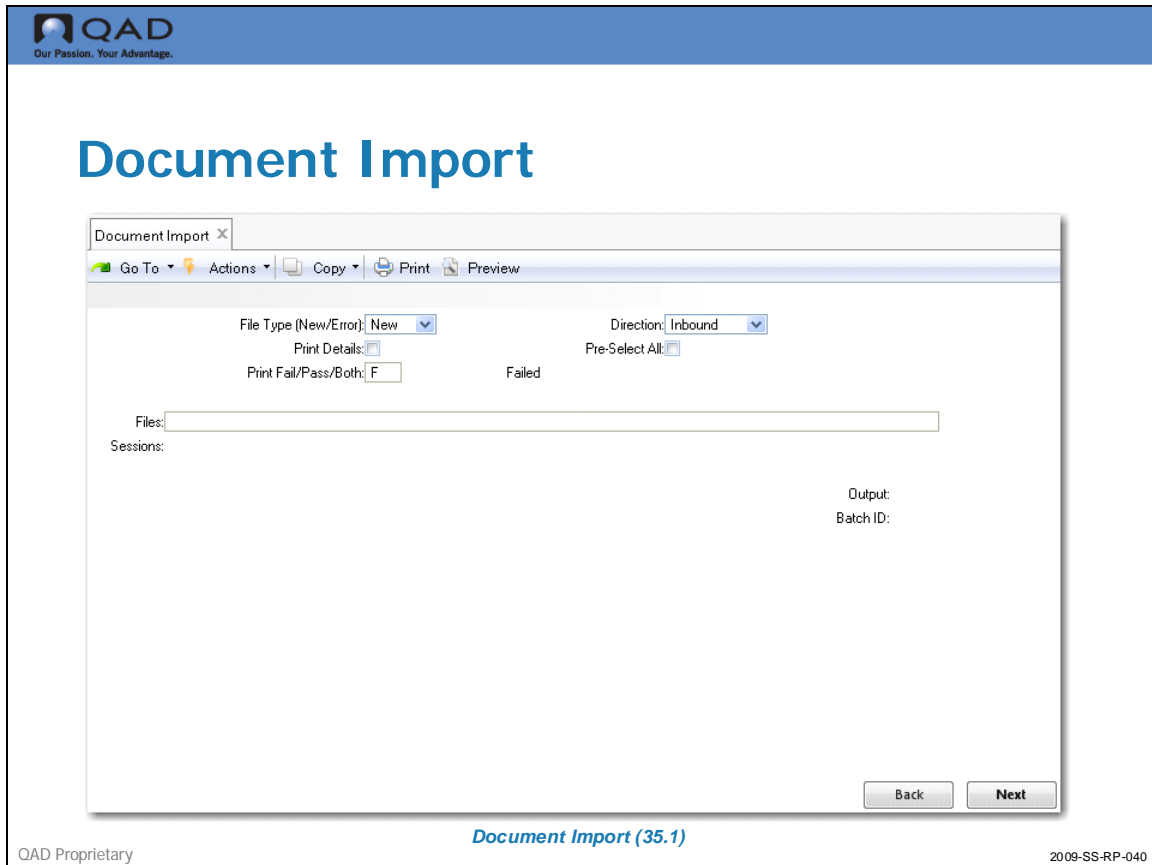 QAD
Our Passion. Your Advantage.
Document Import
Document Import
Go To Actions Copy Print Preview
File Type (New/Error): New Direction: Inbound
Print Details: Pre-Select All:
Print Fail/Pass/Both: F Failed
Files:
Sessions:
Output:
Batch ID:
Back Next
Document Import (35.1)
QAD Proprietary 2009-SS-RP-040